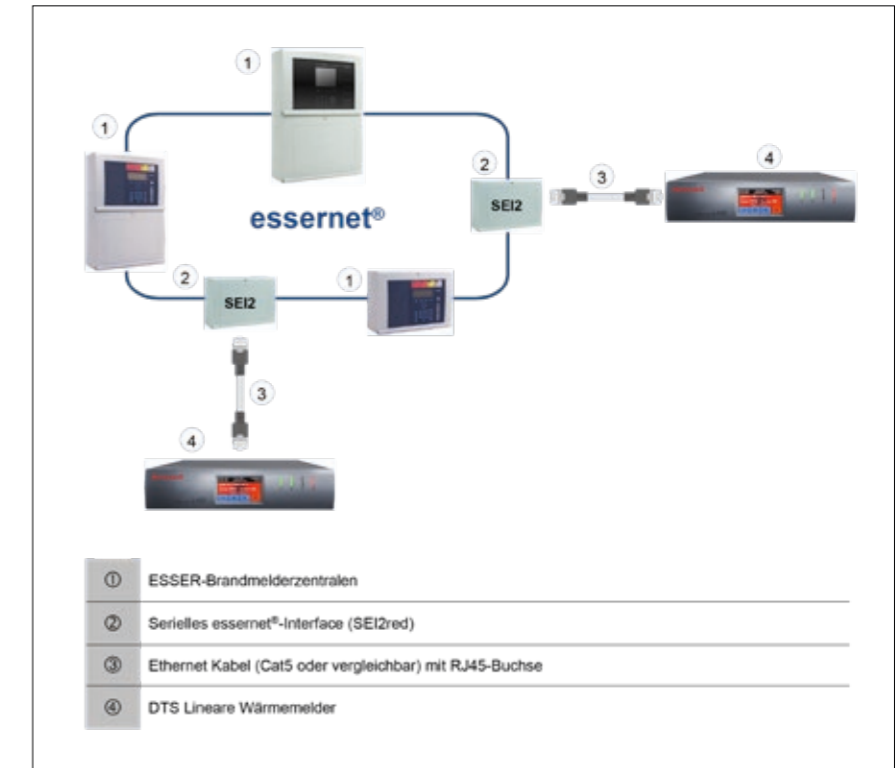 1
1
2
3
4
SEI2
essernet®
2
1
SEI2
3
4
① ESSER-Brandmelderzentralen
② Serielles essernet®-Interface (SEI2red)
③ Ethernet Kabel (Cat5 oder vergleichbar) mit RJ45-Buchse
④ DTS Lineare Wärmemelder